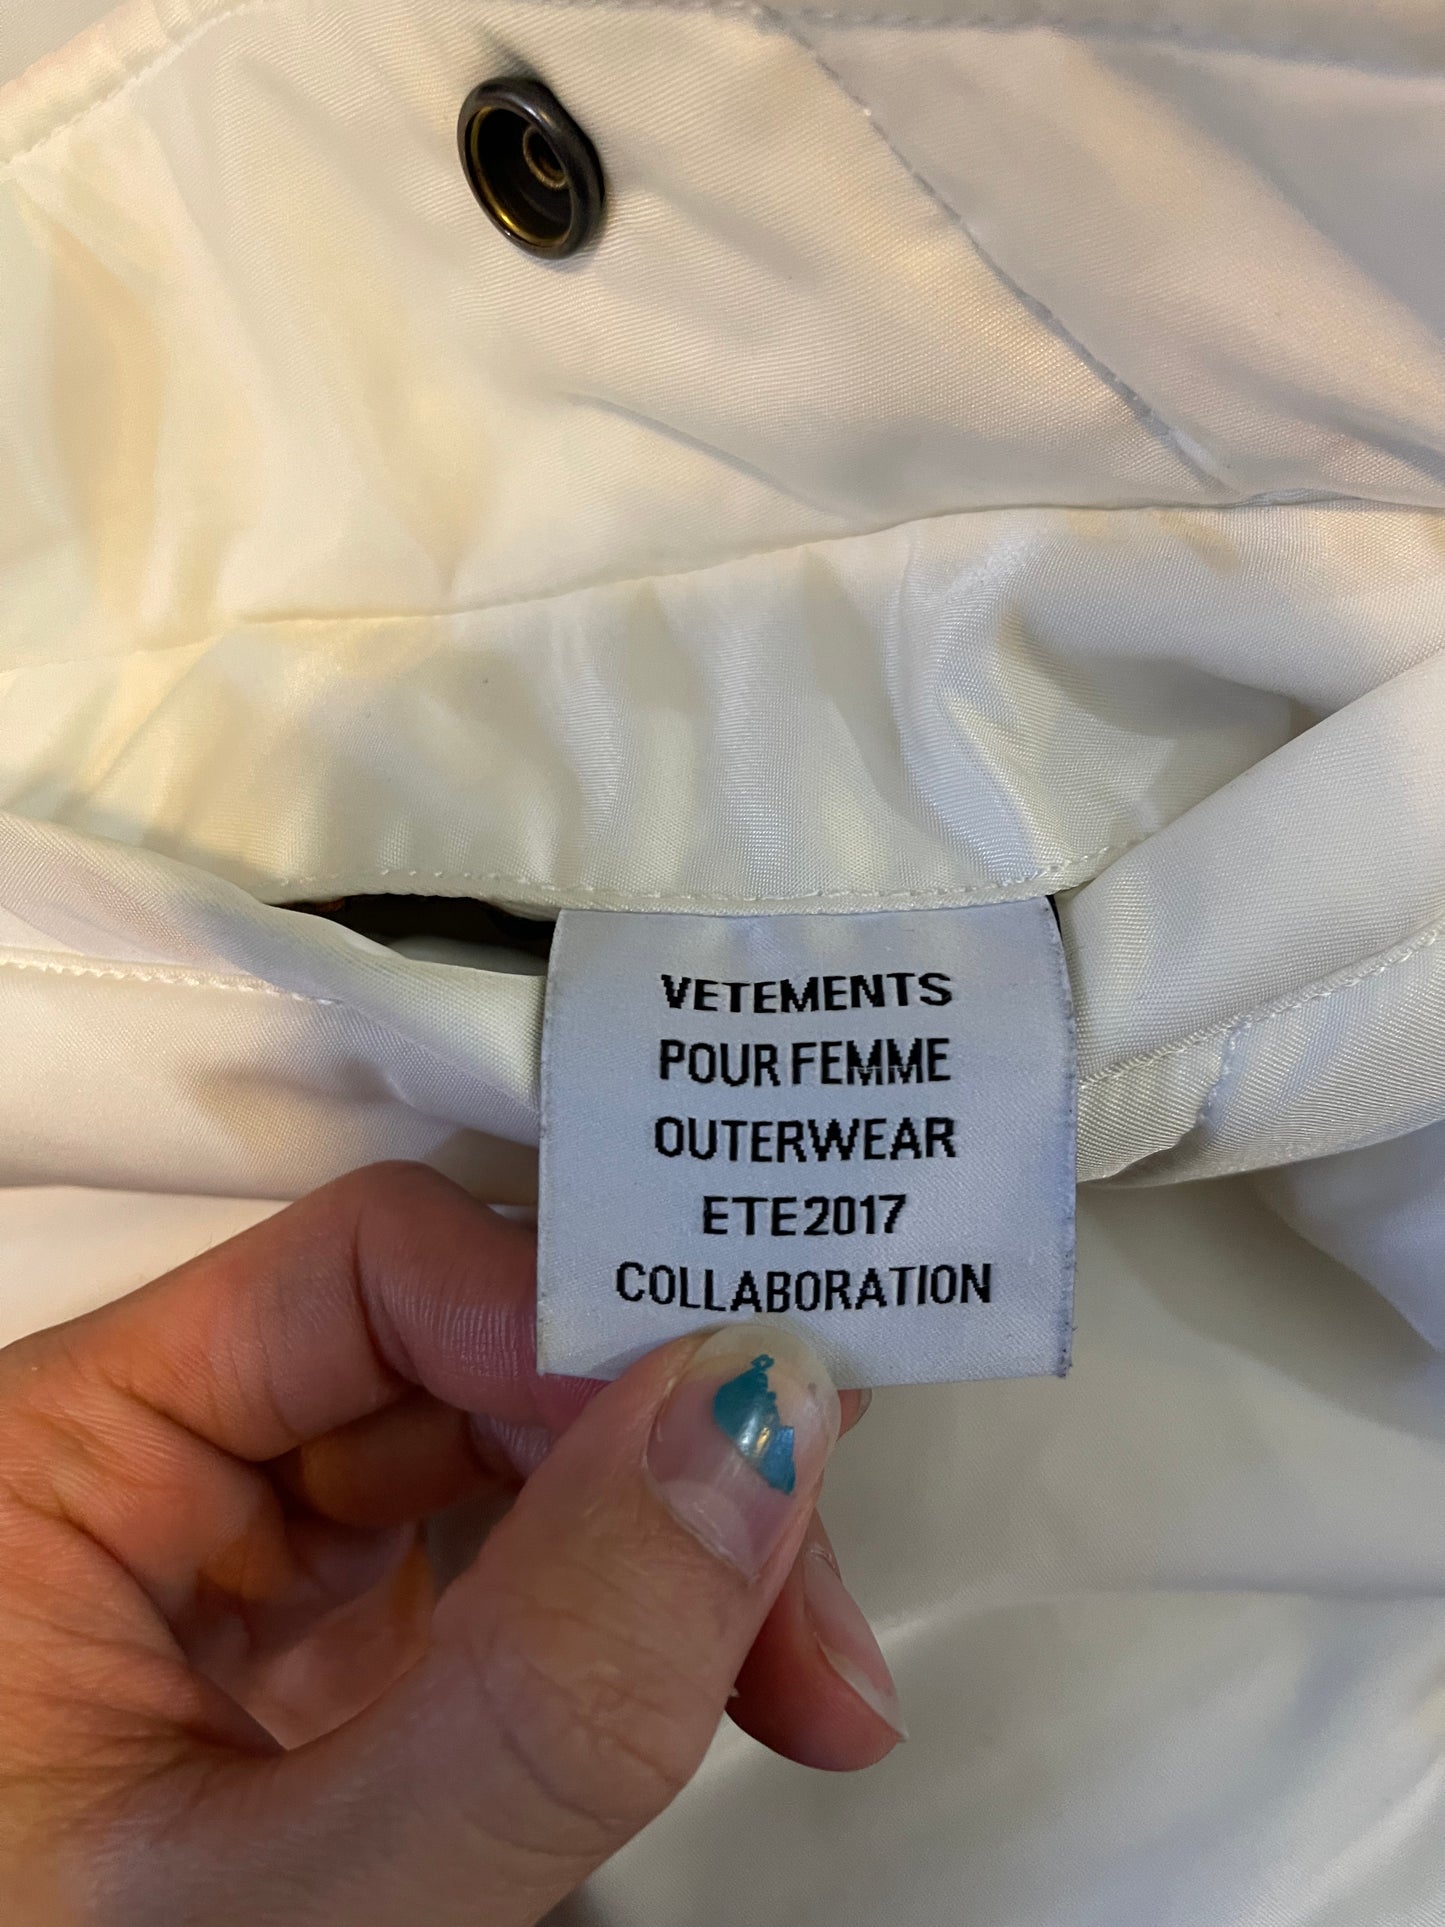 VETEMENTS
POUR FEMME
OUTERWEAR
ETE2017
COLLABORATION